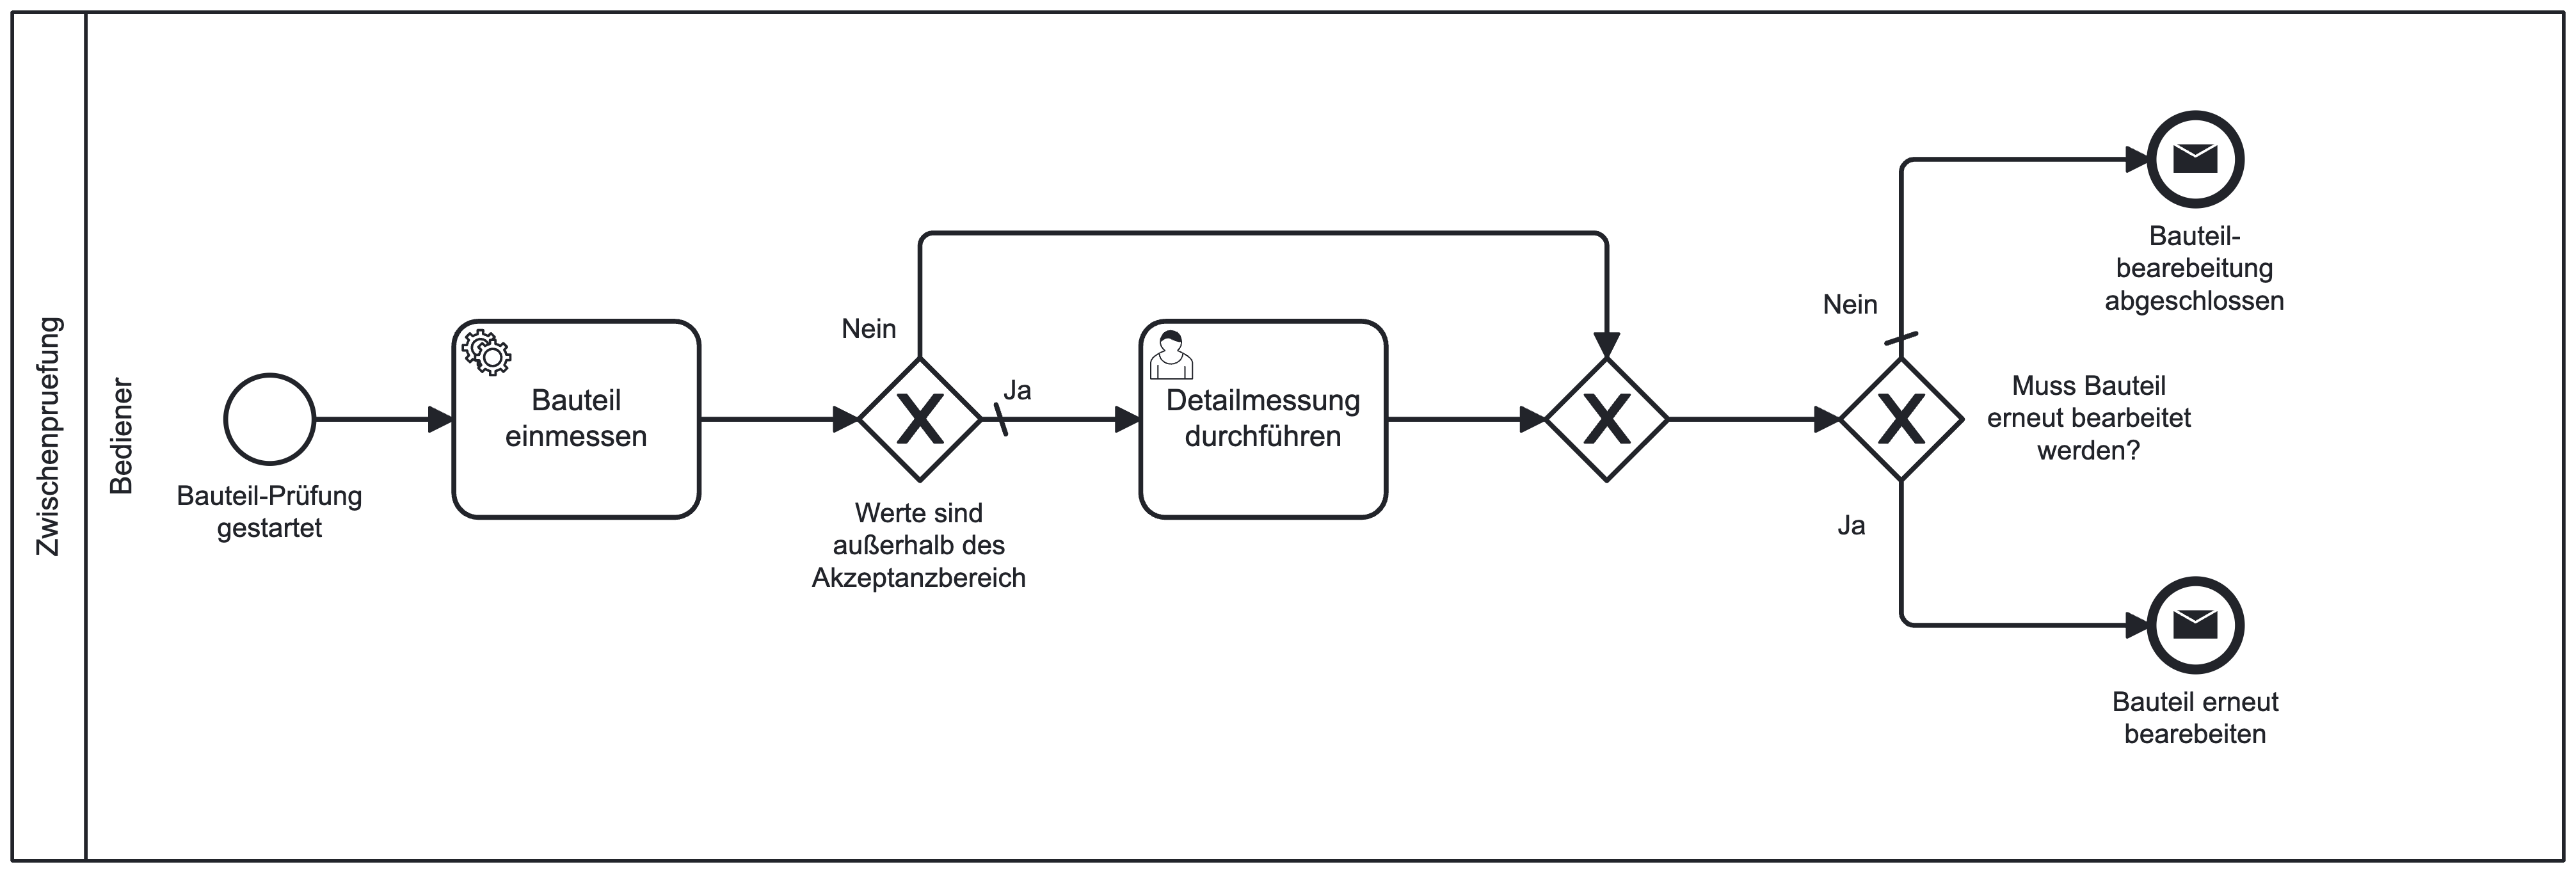 Zwischenpruefung
Bediener
Bauteil-Prüfung
gestartet
Bauteil
einmessen
Nein
Ja
Werte sind
außerhalb des
Akzeptanzbereich
Detailmessung
durchführen
Nein
Muss Bauteil
erneut bearbeitet
werden?
Ja
Bauteil-
bearebeitung
abgeschlossen
Bauteil erneut
bearebeiten